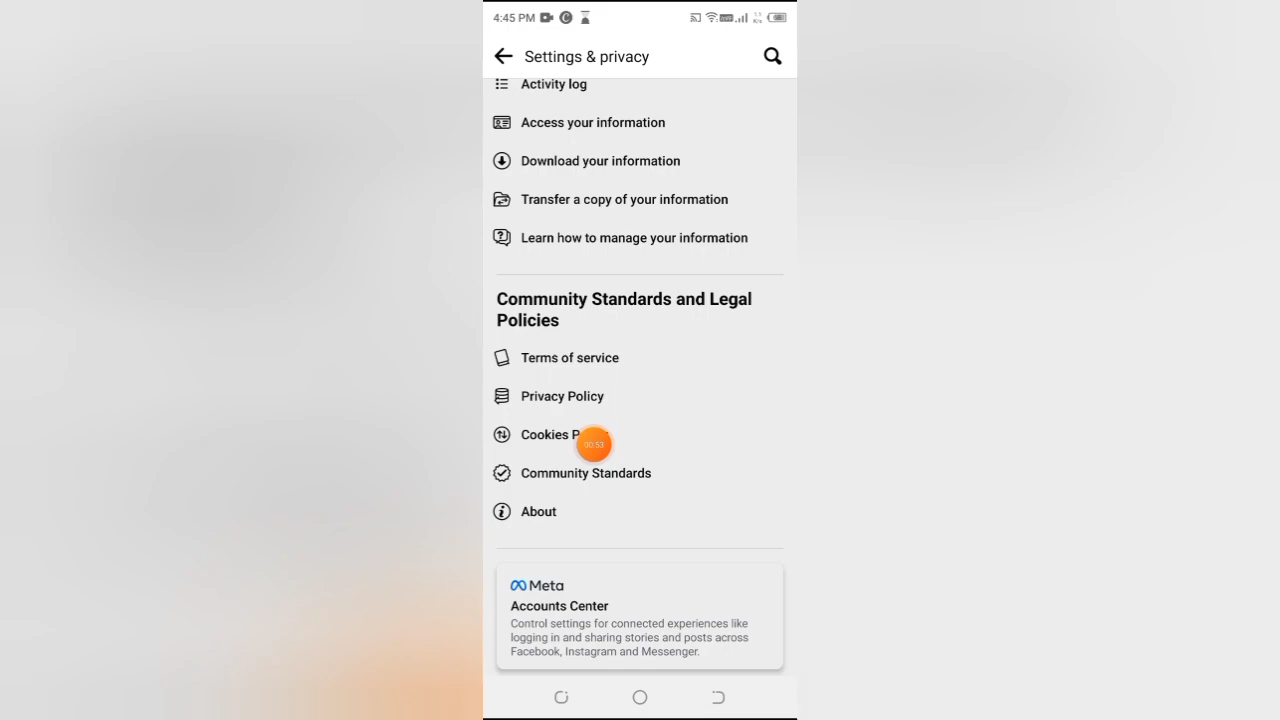 4:45 PM
Settings & privacy
Activity log
Access your information
Download your information
Transfer a copy of your information
Learn how to manage your information
Community Standards and Legal
Policies
Terms of service
Privacy Policy
Cookies P
00:53
Community Standards
About
Meta
Accounts Center
Control settings for connected experiences like
logging in and sharing stories and posts across
Facebook, Instagram and Messenger.